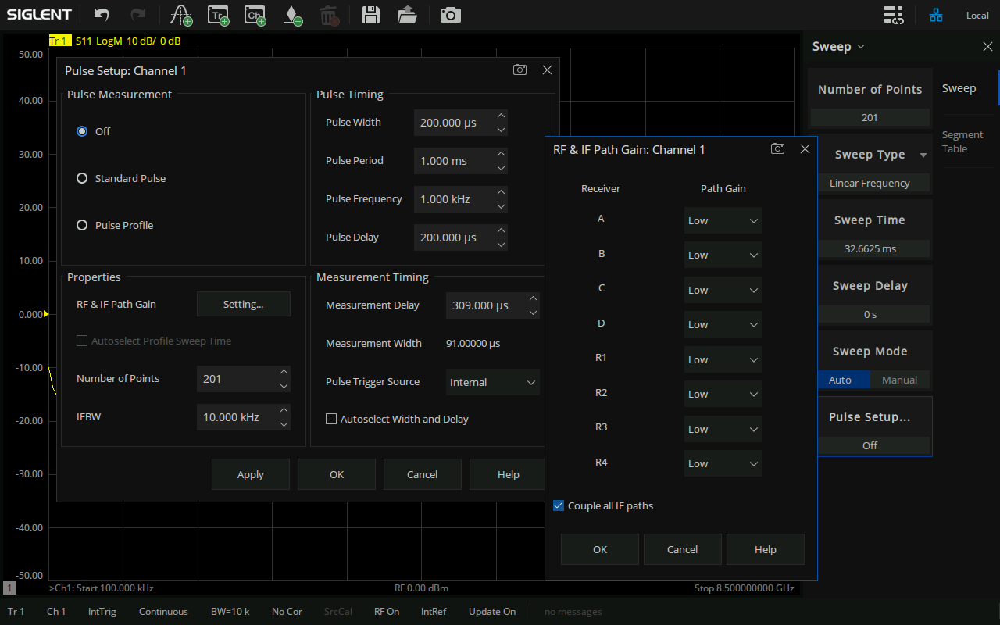 SIGLENT
Tr
Ch
Local
Tr 1 S11 LogM 10 dB/ 0 dB
50.00
40.00
30.00
20.00
10.00
0.000
-10.00
-20.00
-30.00
-40.00
-50.00
Pulse Setup: Channel 1
Pulse Measurement
Off
Standard Pulse
Pulse Profile
Pulse Timing
Pulse Width 200.000 µs
Pulse Period 1.000 ms
Pulse Frequency 1.000 kHz
Pulse Delay 200.000 µs
Properties
RF & IF Path Gain Setting...
Autoselect Profile Sweep Time
Number of Points 201
IFBW 10.000 kHz
Measurement Timing
Measurement Delay 309.000 µs
Measurement Width 91.00000 µs
Pulse Trigger Source Internal
Autoselect Width and Delay
Apply OK Cancel Help
RF & IF Path Gain: Channel 1
Receiver Path Gain
A Low
B Low
C Low
D Low
R1 Low
R2 Low
R3 Low
R4 Low
Couple all IF paths
OK Cancel Help
Sweep
Number of Points
201
Sweep Type
Linear Frequency
Sweep Time
32.6625 ms
Sweep Delay
0 s
Sweep Mode
Auto Manual
Pulse Setup...
Off
Sweep
Segment
Table
1 >Ch1: Start 100.000 kHz RF 0.00 dBm Stop 8.500000000 GHz
Tr 1 Ch 1 IntTrig Continuous BW=10 k No Cor SrcCal RF On IntRef Update On no messages